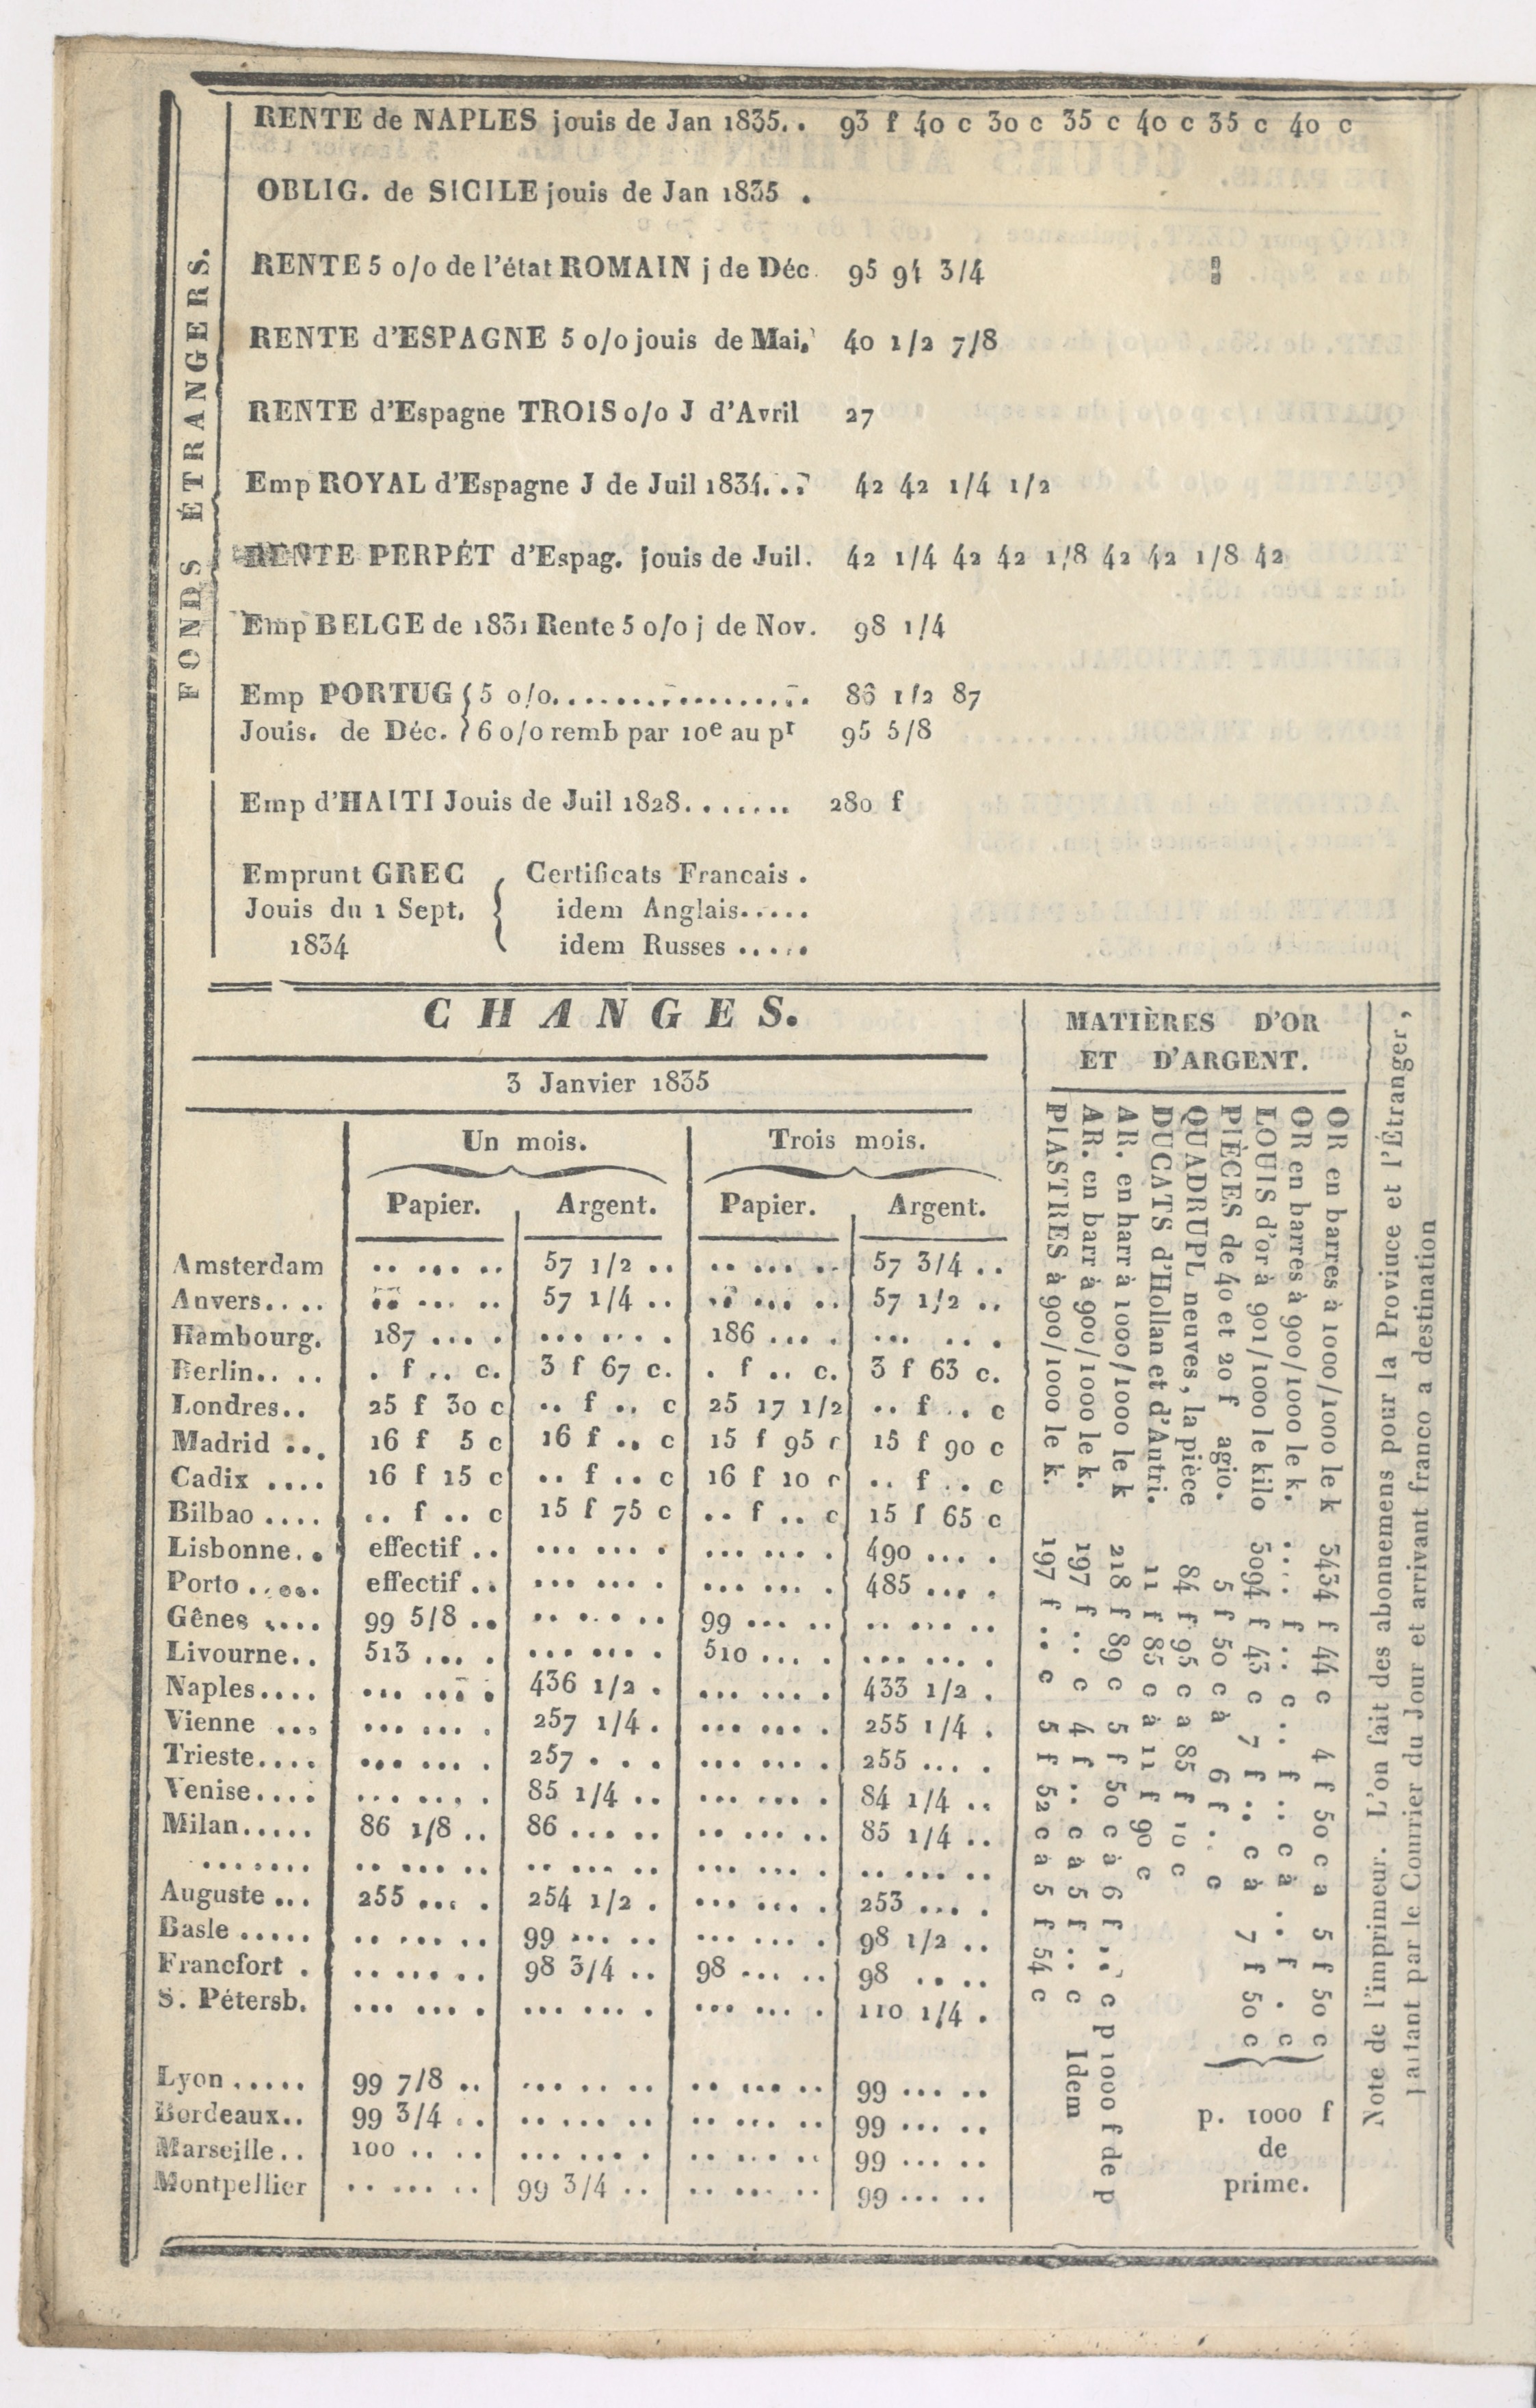 FONDS ÉTRANGERS.
RENTE de NAPLES jouis de Jan 1835. . 93 f 40 c 30 c 35 c 40 c 35 c 40 c
OBLIG. de SICILE jouis de Jan 1835 .
RENTE 5 o/o de l'état ROMAIN j de Déc. 95 94 3/4
RENTE d'ESPAGNE 5 o/o jouis de Mai. 40 1/2 7/8
RENTE d'Espagne TROIS o/o J d'Avril 27
Emp ROYAL d'Espagne J de Juil 1834. . . 42 42 1/4 1/2
RENTE PERPÉT d'Espag. jouis de Juil. 42 1/4 42 42 1/8 42 42 1/8 42
Emp BELGE de 1831 Rente 5 o/o j de Nov. 98 1/4
Emp PORTUG { 5 o/o.................. 86 1/2 87
Jouis. de Déc. } 6 o/o remb par 10e au pr 95 5/8
Emp d'HAITI Jouis de Juil 1828....... 280 f
Emprunt GREC { Certificats Francais .
Jouis du 1 Sept. idem Anglais.....
1834 idem Russes .....
CHANGES.
3 Janvier 1835
Un mois. Trois mois.
Papier. Argent. Papier. Argent.
Amsterdam .. ... .. 57 1/2 .. .. ... .. 57 3/4 ..
Anvers.. .. .. ... .. 57 1/4 .. .. ... .. 57 1/2 ..
Hambourg. 187 ... . ... ... . 186 ... . ... .. .
Berlin.. .. . f .. c. 3 f 67 c. . f .. c. 3 f 63 c.
Londres.. 25 f 30 c .. f .. c 25 17 1/2 .. f .. c
Madrid ... 16 f 5 c 16 f .. c 15 f 95 c 15 f 90 c
Cadix .... 16 f 15 c .. f .. c 16 f 10 c .. f .. c
Bilbao .... .. f .. c 15 f 75 c .. f .. c 15 f 65 c
Lisbonne.. . effectif .. ... ... . ... ... . 490 ... .
Porto ..... effectif .. ... ... . ... ... . 485 ... .
Gênes .... 99 5/8 .. .. ... .. 99 ... .. .. ... ..
Livourne.. 513 ... . ... ... . 510 ... . ... ... .
Naples.... ... ... . 436 1/2 . ... ... . 433 1/2 .
Vienne ... ... ... . 257 1/4 . ... ... . 255 1/4 .
Trieste.... ... ... . 257 . . . ... ... . 255 ... .
Venise.... ... ... . 85 1/4 .. ... ... . 84 1/4 ..
Milan..... 86 1/8 .. 86 ... .. .. ... .. 85 1/4 ..
....... .. ... .. .. ... .. ... ... . .. ... ..
Auguste ... 255 ... . 254 1/2 . ... ... . 253 ... .
Basle ..... .. ... .. 99 ... .. ... ... . 98 1/2 ..
Francfort . .. ... .. 98 3/4 .. 98 ... .. 98 .. ..
S. Pétersb. ... ... . ... ... . ... ... . 110 1/4 .
Lyon ..... 99 7/8 .. ... .. .. .. ... .. 99 ... ..
Bordeaux.. 99 3/4 .. .. ... .. .. ... .. 99 ... ..
Marseille.. 100 .. .. ... ... . .. ... .. 99 ... ..
Montpellier .. ... .. 99 3/4 .. .. ... .. 99 ... ..
MATIÈRES D'OR
ET D'ARGENT.
OR en barres à 1000/1000 le k 3434 f 44 c 4 f 50 c a 5 f 50 c
OR en barres à 900/1000 le k. .... f .. c .. f .. c à .. f . c
LOUIS d'or à 901/1000 le kilo 3094 f 43 c 7 f .. c à 7 f 50 c
PIÈCES de 40 et 20 f agio. 5 f 50 c à 6 f .. c
QUADRUPL neuves, la pièce 84 f 95 c a 85 f 10 c
DUCATS d'Hollan et d'Autri. 11 f 85 c à 11 f 90 c
AR. en barr à 1000/1000 le k 218 f 89 c 5 f 50 c à 6 f .. c p 1000 f de p
AR. en barr à 900/1000 le k. 197 f .. c 4 f .. c à 5 f .. c Idem
PIASTRES à 900/1000 le k. 197 f .. c 5 f 52 c à 5 f 54 c
p. 1000 f
de
prime.
Note de l'imprimeur. L'on fait des abonnemens pour la Proviuce et l'Étranger,
partant par le Courrier du Jour et arrivant franco a destination